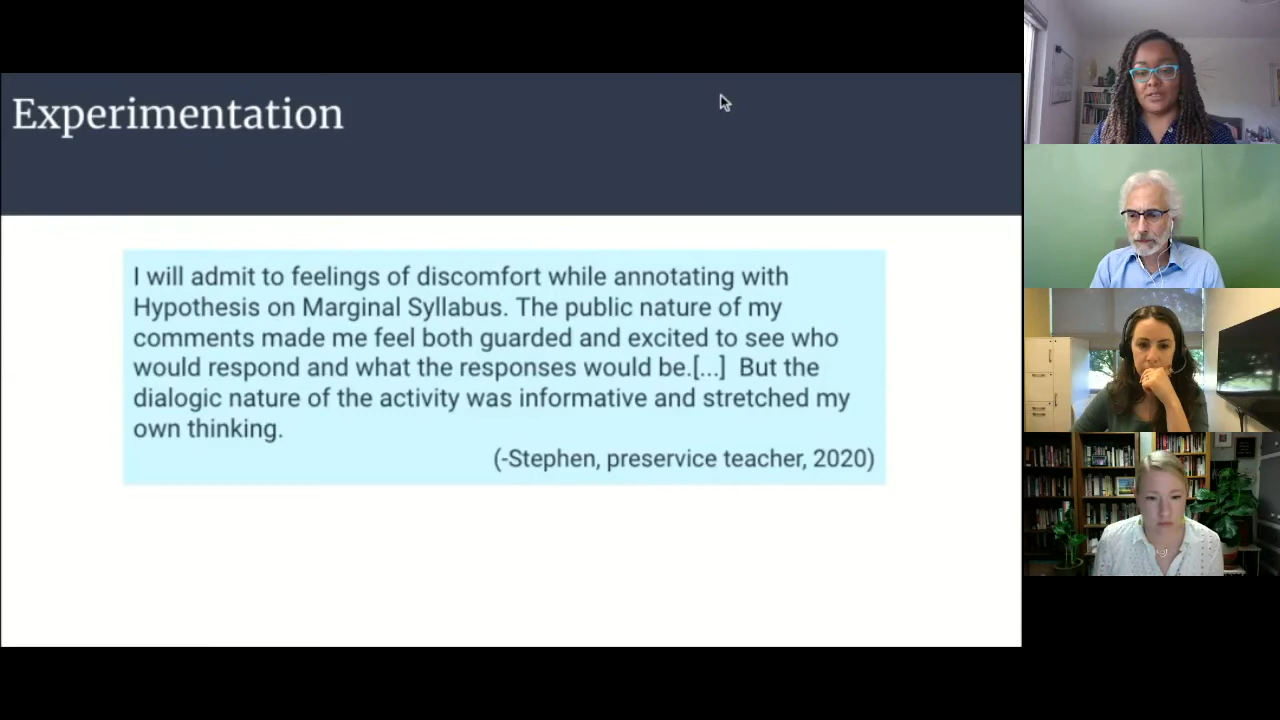 Experimentation
I will admit to feelings of discomfort while annotating with
Hypothesis on Marginal Syllabus. The public nature of my
comments made me feel both guarded and excited to see who
would respond and what the responses would be.[...]  But the
dialogic nature of the activity was informative and stretched my
own thinking.
(-Stephen, preservice teacher, 2020)